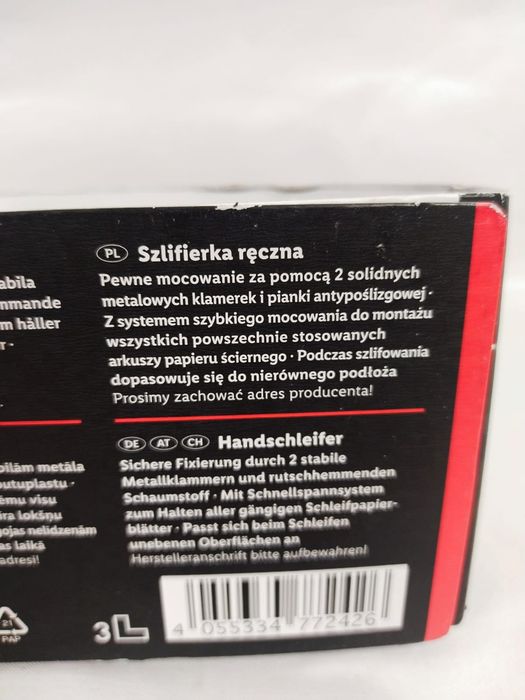 abila
mmande
m håller
r ·
PL Szlifierka ręczna
Pewne mocowanie za pomocą 2 solidnych
metalowych klamerek i pianki antypoślizgowej ·
Z systemem szybkiego mocowania do montażu
wszystkich powszechnie stosowanych
arkuszy papieru ściernego · Podczas szlifowania
dopasowuje się do nierównego podłoża
Prosimy zachować adres producenta!
pilām metāla
putuplastu ·
ēmu visu
ira lokšņu
gojas nelīdzenām
as laikā
adresi!
DE AT CH Handschleifer
Sichere Fixierung durch 2 stabile
Metallklammern und rutschhemmenden
Schaumstoff · Mit Schnellspannsystem
zum Halten aller gängigen Schleifpapier-
blätter · Passt sich beim Schleifen
unebenen Oberflächen an
Herstelleranschrift bitte aufbewahren!
21
PAP
3L
4 055334 772426